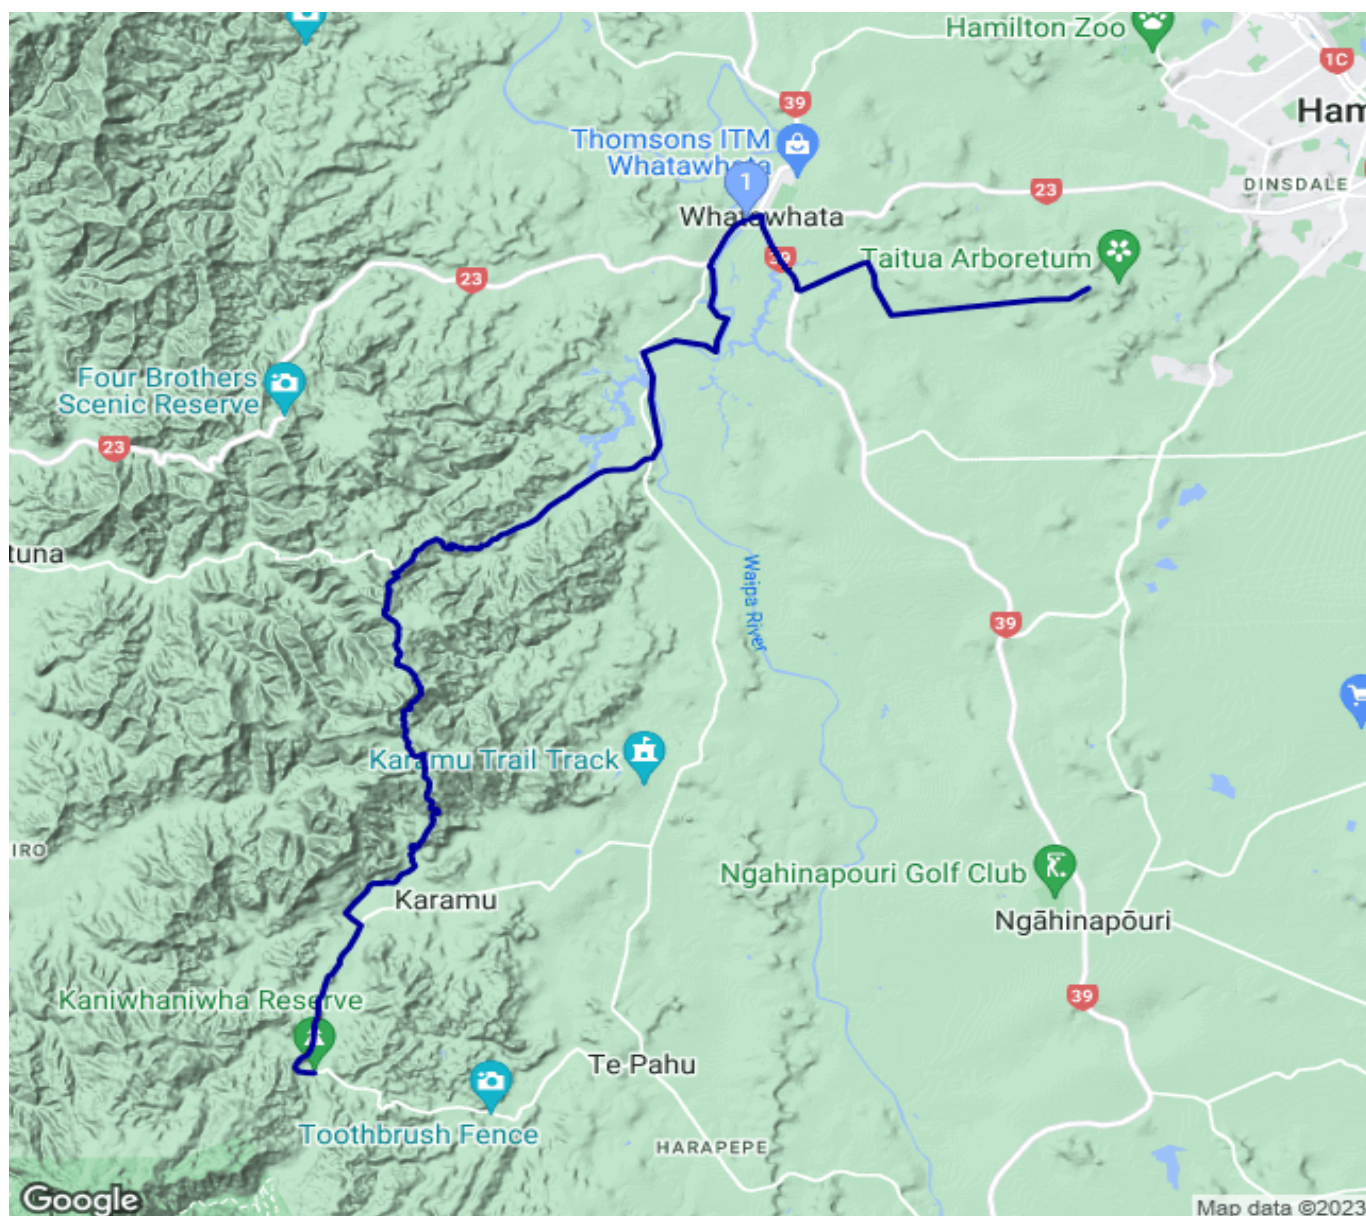 Hamilton Zoo
1C
Ham
39
Thomsons ITM
Whatawhata
1
DINSDALE
23
Whatawhata
39
Taitua Arboretum
23
Four Brothers
Scenic Reserve
23
tuna
Waipa River
39
Karamu Trail Track
IRO
Ngahinapouri Golf Club
Karamu
Ngāhinapōuri
39
Kaniwhaniwha Reserve
Te Pahu
Toothbrush Fence
HARAPEPE
Google
Map data ©2023